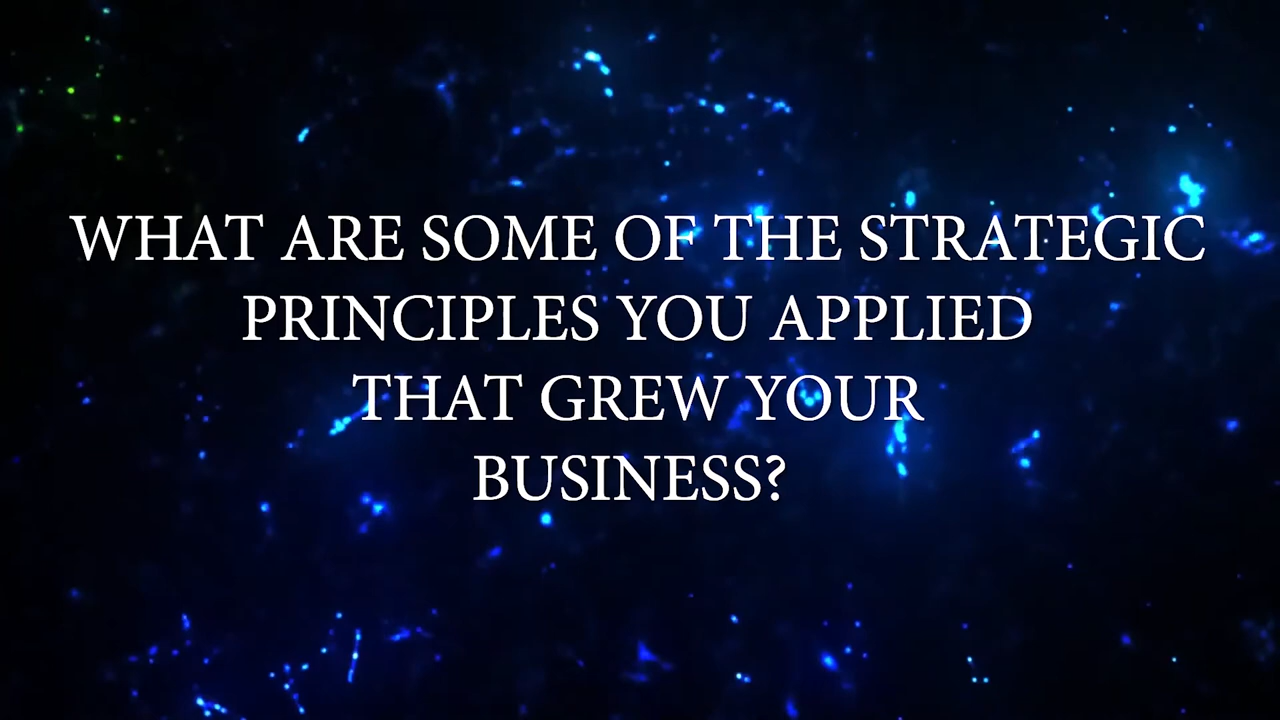 WHAT ARE SOME OF THE STRATEGIC
PRINCIPLES YOU APPLIED
THAT GREW YOUR
BUSINESS?